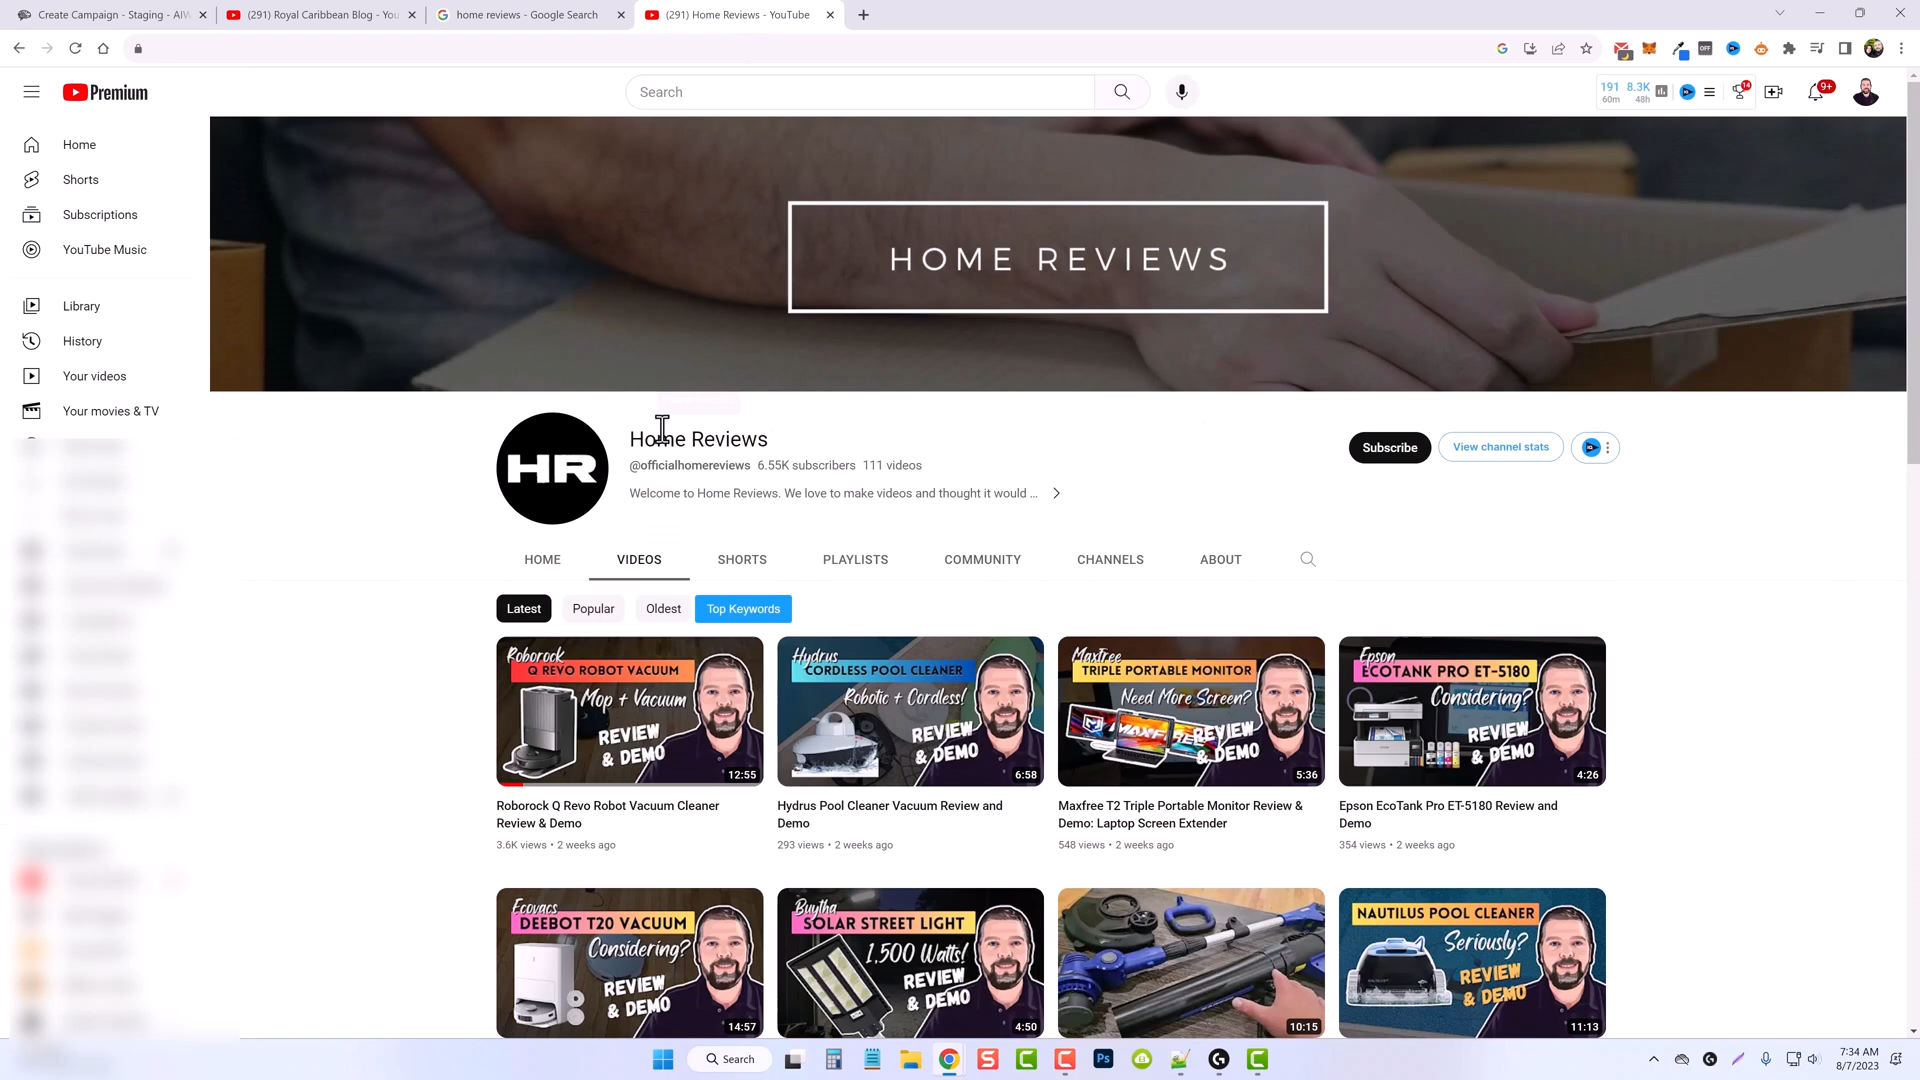 Create Campaign - Staging - AIW
(291) Royal Caribbean Blog - You
home reviews - Google Search
(291) Home Reviews - YouTube
Premium
Search
191 8.3K
60m 48h
14
9+
Home
Shorts
Subscriptions
YouTube Music
Library
History
Your videos
Your movies & TV
HOME REVIEWS
HR
Home Reviews
@officialhomereviews 6.55K subscribers 111 videos
Welcome to Home Reviews. We love to make videos and thought it would ...
Subscribe
View channel stats
HOME VIDEOS SHORTS PLAYLISTS COMMUNITY CHANNELS ABOUT
Latest Popular Oldest Top Keywords
Roborock
Q REVO ROBOT VACUUM
Mop + Vacuum
REVIEW
& DEMO
12:55
Hydrus
CORDLESS POOL CLEANER
Robotic + Cordless!
REVIEW
& DEMO
6:58
Maxfree
TRIPLE PORTABLE MONITOR
Need More Screen?
REVIEW
& DEMO
5:36
Epson
ECOTANK PRO ET-5180
Considering?
REVIEW
& DEMO
4:26
Roborock Q Revo Robot Vacuum Cleaner
Review & Demo
3.6K views • 2 weeks ago
Hydrus Pool Cleaner Vacuum Review and
Demo
293 views • 2 weeks ago
Maxfree T2 Triple Portable Monitor Review &
Demo: Laptop Screen Extender
548 views • 2 weeks ago
Epson EcoTank Pro ET-5180 Review and
Demo
354 views • 2 weeks ago
Ecovacs
DEEBOT T20 VACUUM
Considering?
REVIEW
& DEMO
14:57
Buytha
SOLAR STREET LIGHT
1,500 Watts!
REVIEW
& DEMO
4:50
10:15
NAUTILUS POOL CLEANER
Seriously?
REVIEW
& DEMO
11:13
Search
7:34 AM
8/7/2023